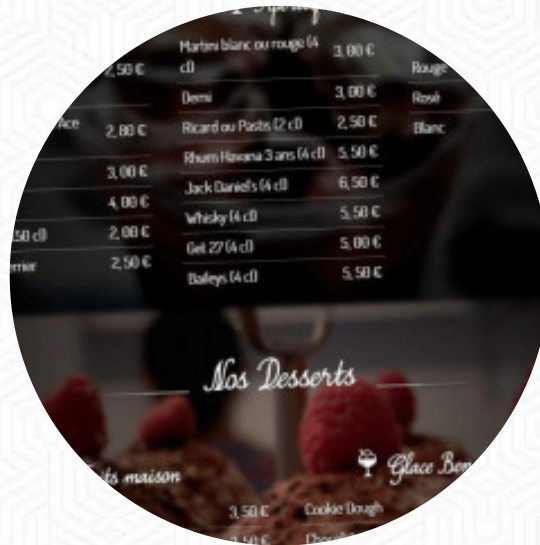 Martini blanc ou rouge (4 cl) 3,00 €
2,50 € Rouge
Demi 3,00 € Rosé
2,80 € Ricard ou Pastis (2 cl) 2,50 € Blanc
3,00 € Rhum Havana 3 ans (4 cl) 5,50 €
4,00 € Jack Daniel's (4 cl) 6,50 €
50 cl) 2,00 € Whisky (4 cl) 5,50 €
2,50 € Get 27 (4 cl) 5,00 €
Baileys (4 cl) 5,50 €
Nos Desserts
maison Glace
3,50 € Cookie Dough